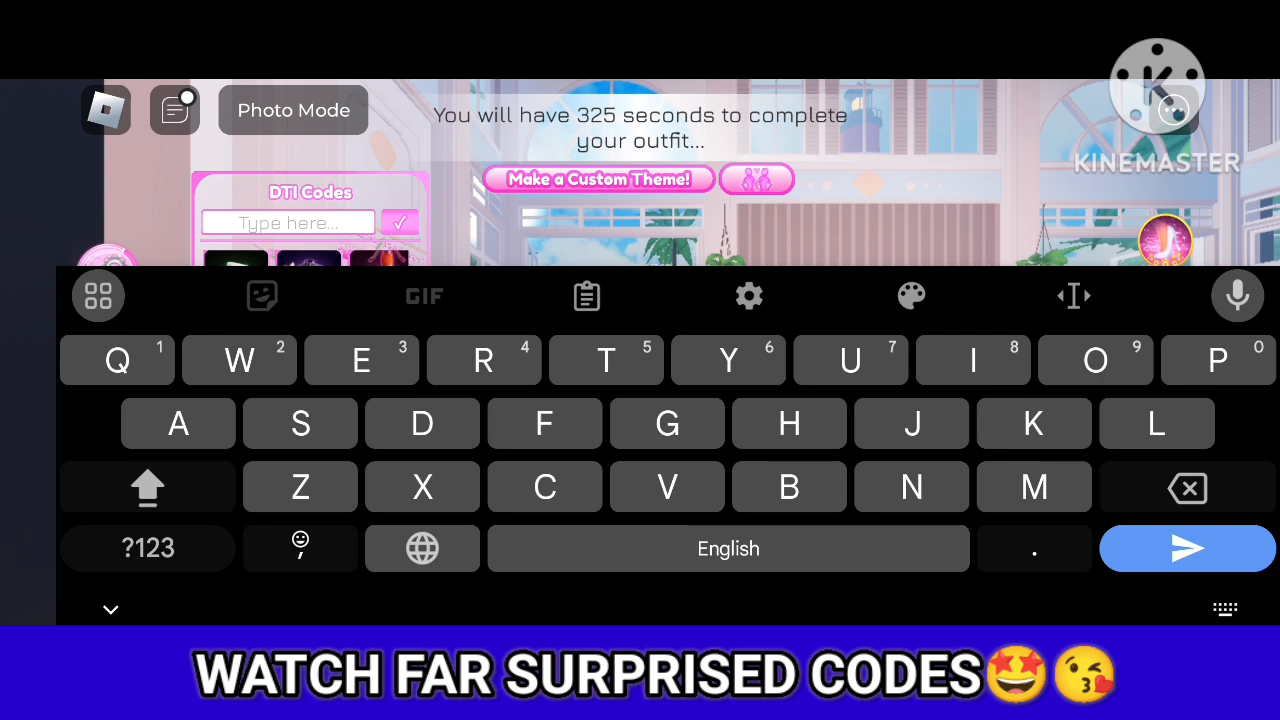 Photo Mode
You will have 325 seconds to complete
your outfit...
KINEMASTER
Make a Custom Theme!
DTI Codes
Type here...
GIF
Q 1 W 2 E 3 R 4 T 5 Y 6 U 7 I 8 O 9 P 0
A S D F G H J K L
Z X C V B N M
?123 , English .
WATCH FAR SURPRISED CODES🤩😘